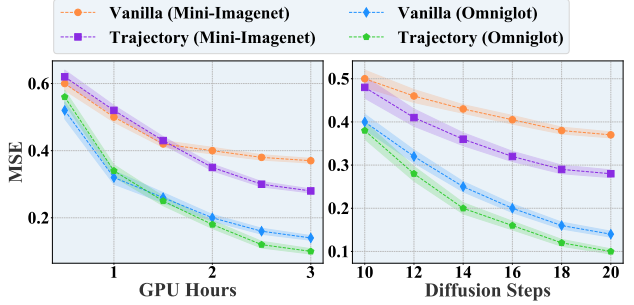 Vanilla (Mini-Imagenet) Vanilla (Omniglot)
Trajectory (Mini-Imagenet) Trajectory (Omniglot)
MSE
0.6
0.4
0.2
1 2 3
GPU Hours
0.5
0.4
0.3
0.2
0.1
10 12 14 16 18 20
Diffusion Steps